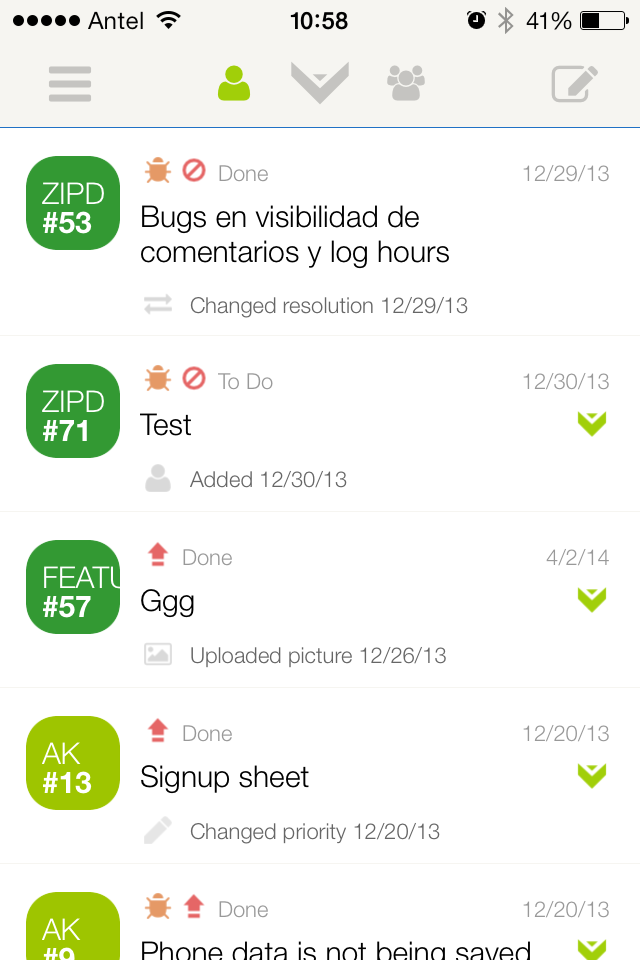 Antel 10:58 41%
ZIPD #53
Done 12/29/13
Bugs en visibilidad de
comentarios y log hours
Changed resolution 12/29/13
ZIPD #71
To Do 12/30/13
Test
Added 12/30/13
FEATU #57
Done 4/2/14
Ggg
Uploaded picture 12/26/13
AK #13
Done 12/20/13
Signup sheet
Changed priority 12/20/13
AK #9
Done 12/20/13
Phone data is not being saved